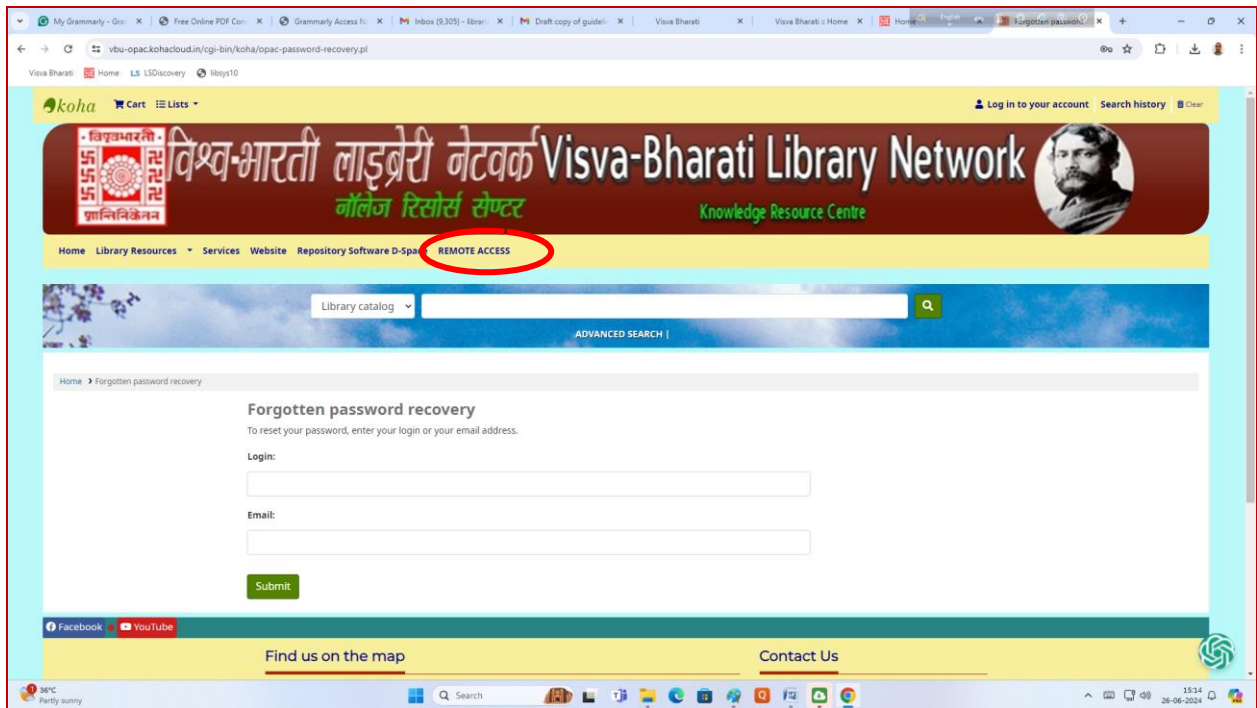 My Grammarly - Gra
Free Online PDF Con
Grammarly Access fo
Inbox (9,305) - librari
Draft copy of guideli
Visva Bharati
Visva Bharati :: Home
Home
English
Forgotten password
vbu-opac.kohacloud.in/cgi-bin/koha/opac-password-recovery.pl
Visva Bharati Home LS LSDiscovery libsys10
koha Cart Lists Log in to your account Search history Clear
विश्वभारती
शान्तिनिकेतन
विश्व-भारती लाइब्रेरी नेटवर्क Visva-Bharati Library Network
नॉलेज रिसोर्स सेण्टर Knowledge Resource Centre
Home Library Resources Services Website Repository Software D-Space REMOTE ACCESS
Library catalog
ADVANCED SEARCH |
Home Forgotten password recovery
Forgotten password recovery
To reset your password, enter your login or your email address.
Login:
Email:
Submit
Facebook YouTube
Find us on the map Contact Us
1
36°C
Partly sunny
Search
15:14
26-06-2024